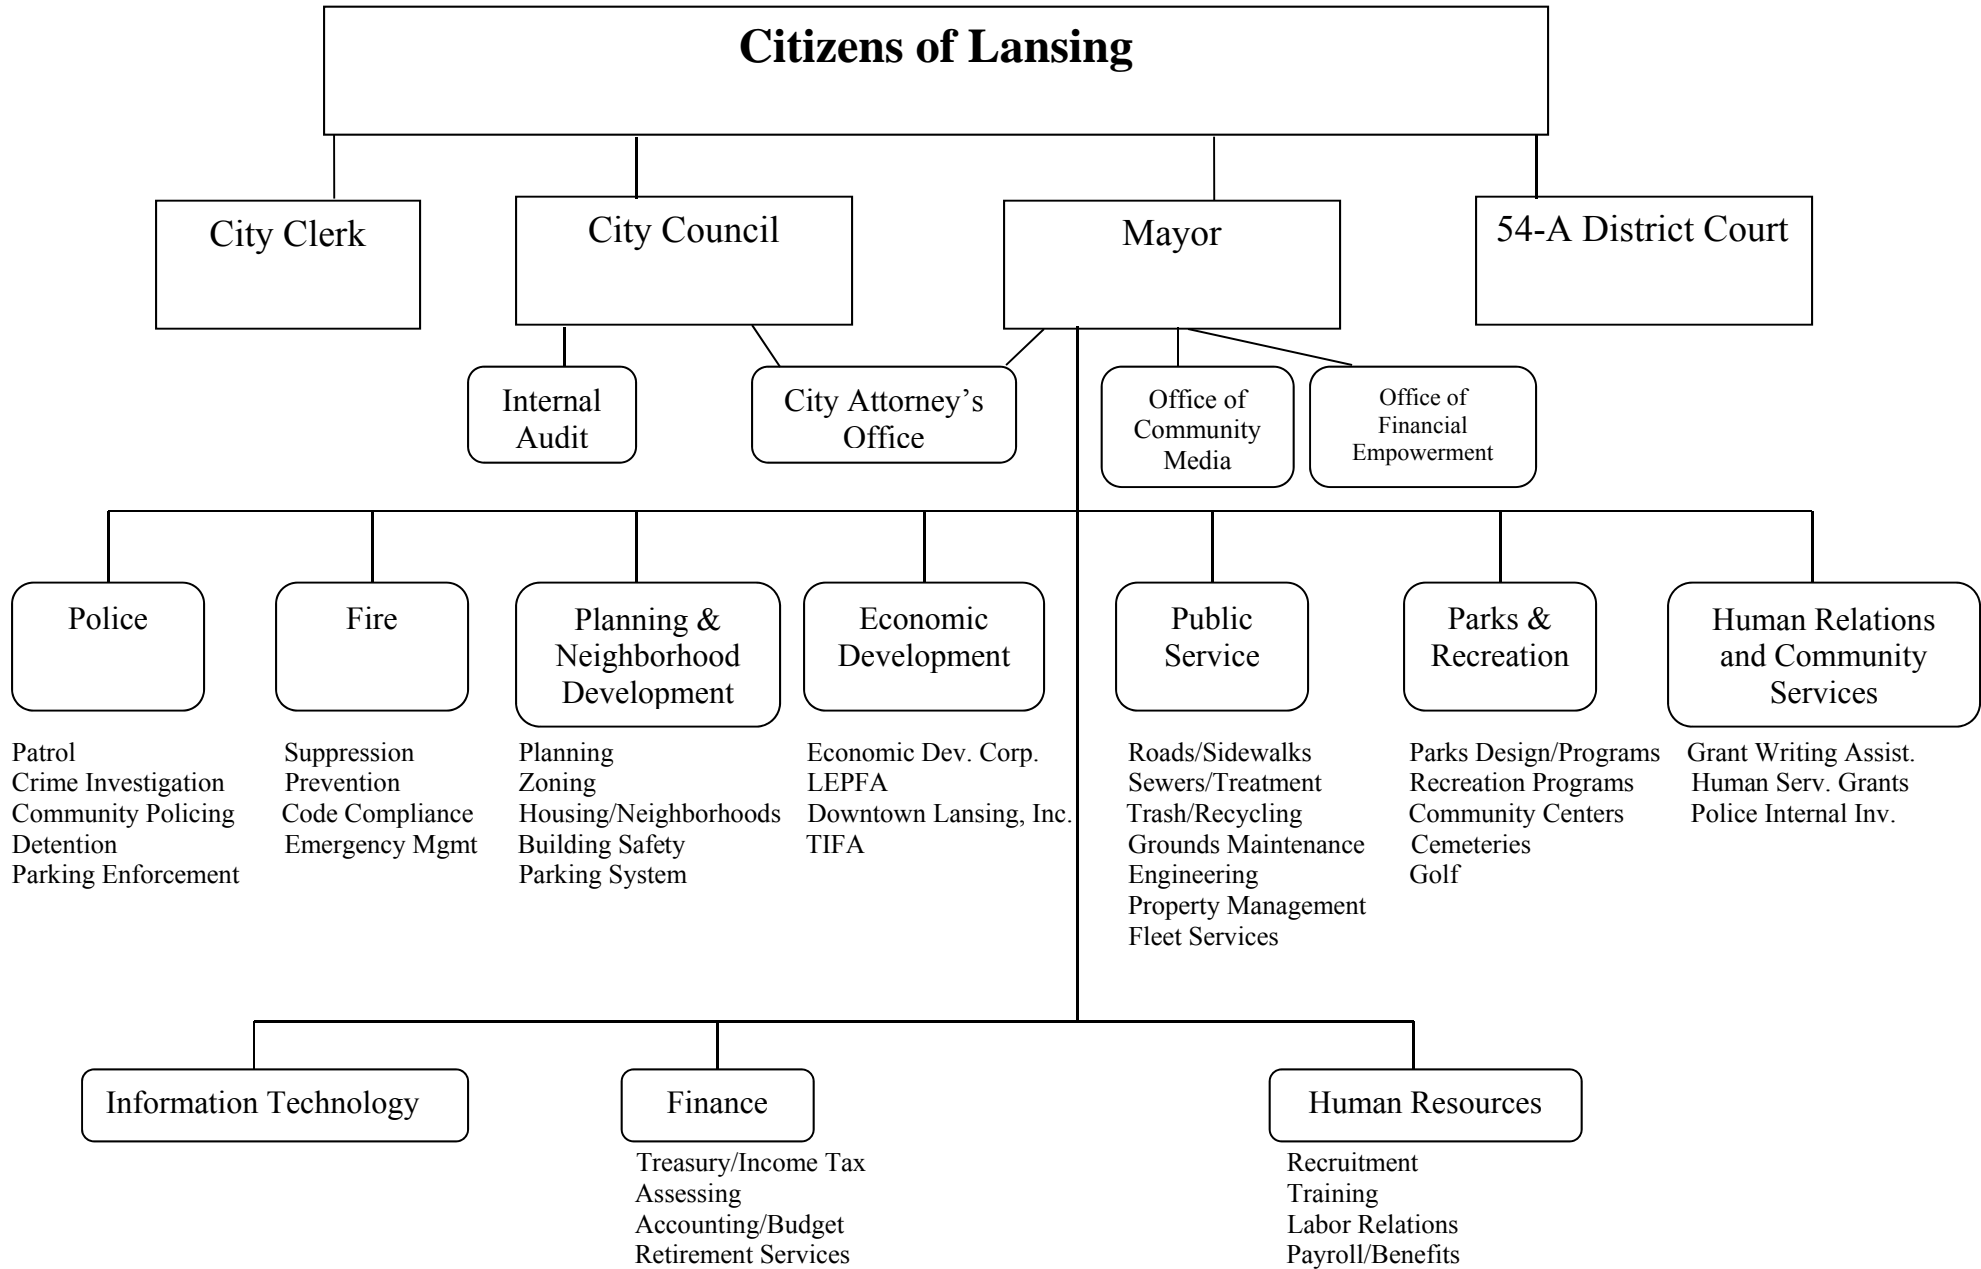 Citizens of Lansing
City Clerk
City Council
Mayor
54-A District Court
Internal
Audit
City Attorney’s
Office
Office of
Community
Media
Office of
Financial
Empowerment
Police
Fire
Planning &
Neighborhood
Development
Economic
Development
Public
Service
Parks &
Recreation
Human Relations
and Community
Services
Patrol
Crime Investigation
Community Policing
Detention
Parking Enforcement
Suppression
Prevention
Code Compliance
Emergency Mgmt
Planning
Zoning
Housing/Neighborhoods
Building Safety
Parking System
Economic Dev. Corp.
LEPFA
Downtown Lansing, Inc.
TIFA
Roads/Sidewalks
Sewers/Treatment
Trash/Recycling
Grounds Maintenance
Engineering
Property Management
Fleet Services
Parks Design/Programs
Recreation Programs
Community Centers
Cemeteries
Golf
Grant Writing Assist.
Human Serv. Grants
Police Internal Inv.
Information Technology
Finance
Human Resources
Treasury/Income Tax
Assessing
Accounting/Budget
Retirement Services
Recruitment
Training
Labor Relations
Payroll/Benefits